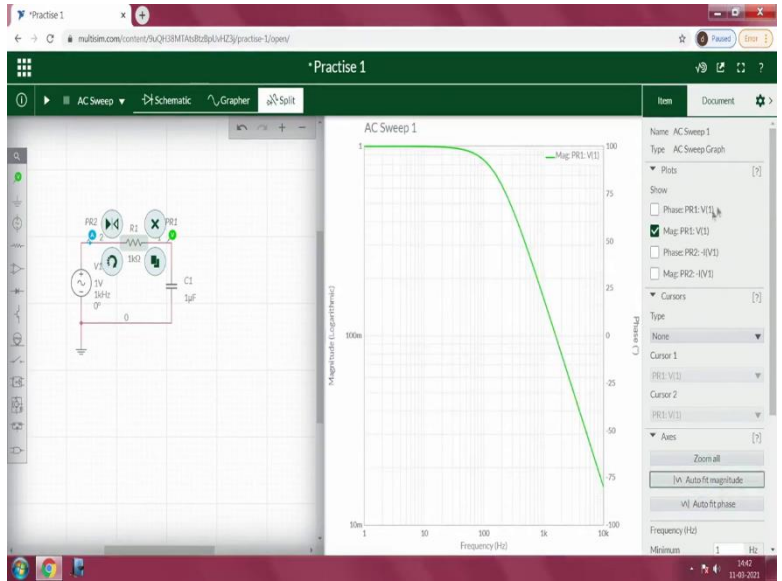 *Practise 1
Paused
Error
multisim.com/content/9uQH38MTAtsBtzBpUvHZ3j/practise-1/open/
*Practise 1
AC Sweep
Schematic
Grapher
Split
Item
Document
PR2
A
2
V1
1V
1kHz
0°
R1
1kΩ
1
PR1
V
C1
1µF
0
AC Sweep 1
Mag: PR1: V(1)
1
100m
10m
Magnitude (Logarithmic)
100
75
50
25
0
-25
-50
-75
-100
Phase (°)
1
10
100
1k
10k
Frequency (Hz)
Name AC Sweep 1
Type AC Sweep Graph
Plots [?]
Show
Phase: PR1: V(1)
Mag: PR1: V(1)
Phase: PR2: -I(V1)
Mag: PR2: -I(V1)
Cursors [?]
Type
None
Cursor 1
PR1: V(1)
Cursor 2
PR1: V(1)
Axes [?]
Zoom all
Auto fit magnitude
Auto fit phase
Frequency (Hz)
Minimum 1 Hz
14:42
11-03-2021